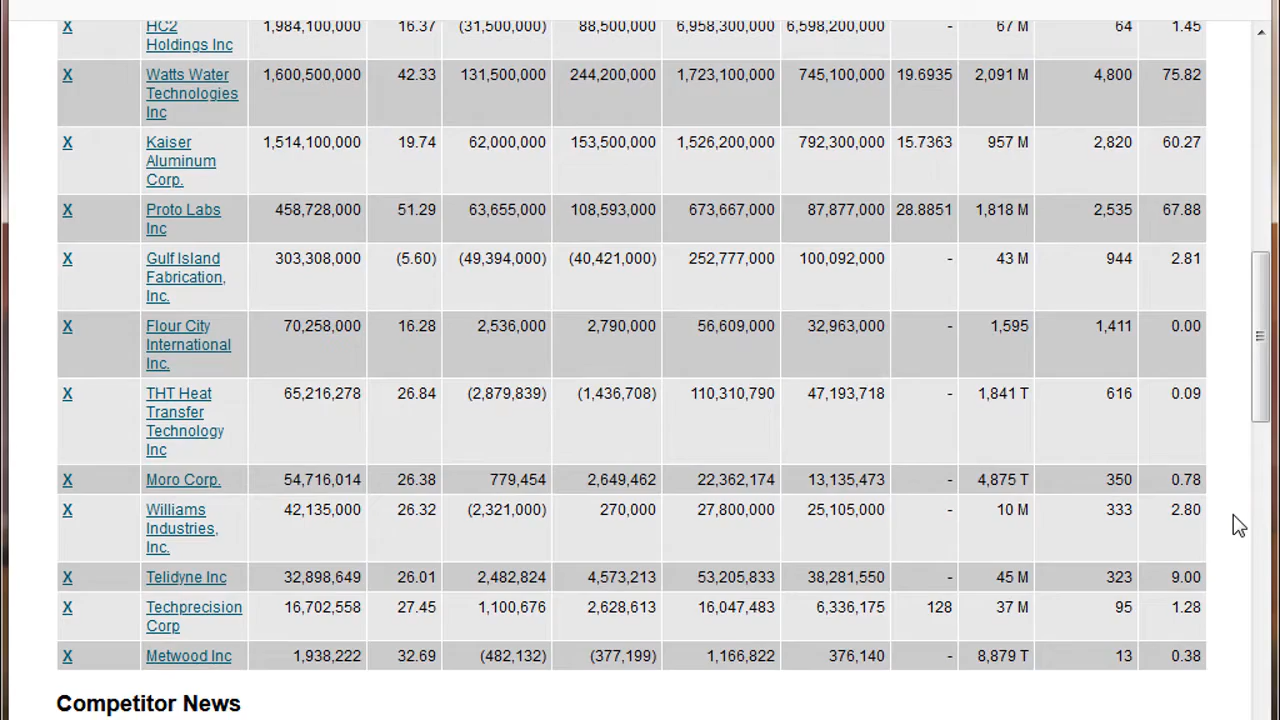 X HC2 1,984,100,000 16.37 (31,500,000) 88,500,000 6,958,300,000 6,598,200,000 - 67 M 64 1.45
Holdings Inc
X Watts Water 1,600,500,000 42.33 131,500,000 244,200,000 1,723,100,000 745,100,000 19.6935 2,091 M 4,800 75.82
Technologies
Inc
X Kaiser 1,514,100,000 19.74 62,000,000 153,500,000 1,526,200,000 792,300,000 15.7363 957 M 2,820 60.27
Aluminum
Corp.
X Proto Labs 458,728,000 51.29 63,655,000 108,593,000 673,667,000 87,877,000 28.8851 1,818 M 2,535 67.88
Inc
X Gulf Island 303,308,000 (5.60) (49,394,000) (40,421,000) 252,777,000 100,092,000 - 43 M 944 2.81
Fabrication,
Inc.
X Flour City 70,258,000 16.28 2,536,000 2,790,000 56,609,000 32,963,000 - 1,595 1,411 0.00
International
Inc.
X THT Heat 65,216,278 26.84 (2,879,839) (1,436,708) 110,310,790 47,193,718 - 1,841 T 616 0.09
Transfer
Technology
Inc
X Moro Corp. 54,716,014 26.38 779,454 2,649,462 22,362,174 13,135,473 - 4,875 T 350 0.78
X Williams 42,135,000 26.32 (2,321,000) 270,000 27,800,000 25,105,000 - 10 M 333 2.80
Industries,
Inc.
X Telidyne Inc 32,898,649 26.01 2,482,824 4,573,213 53,205,833 38,281,550 - 45 M 323 9.00
X Techprecision 16,702,558 27.45 1,100,676 2,628,613 16,047,483 6,336,175 128 37 M 95 1.28
Corp
X Metwood Inc 1,938,222 32.69 (482,132) (377,199) 1,166,822 376,140 - 8,879 T 13 0.38
Competitor News